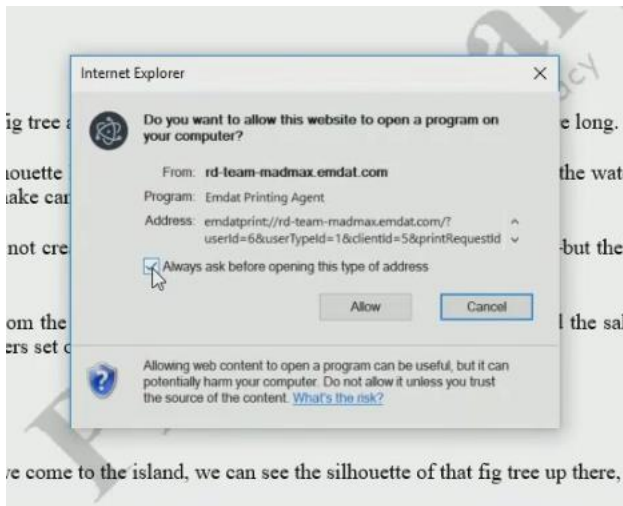 Internet Explorer
ig tree
e long.
Do you want to allow this website to open a program on
your computer?
From: rd-team-madmax.emdat.com
Program: Emdat Printing Agent
Address: emdatprint://rd-team-madmax.emdat.com/?
userId=6&userTypeId=1&clientId=5&printRequestId
Always ask before opening this type of address
Allow
Cancel
Allowing web content to open a program can be useful, but it can
potentially harm your computer. Do not allow it unless you trust
the source of the content. What's the risk?
houette
the wat
ake can
not cre
but the
om the
the sal
ers set
ve come to the island, we can see the silhouette of that fig tree up there,